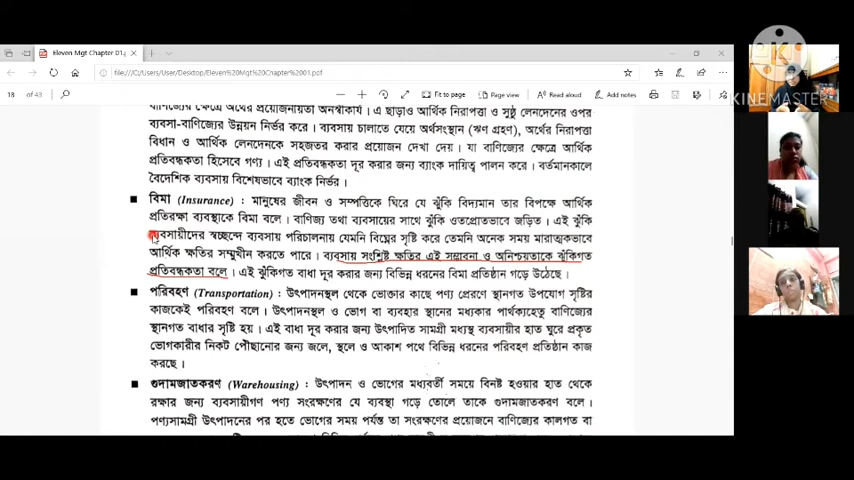 Eleven Mgt Chapter 01.
file:///C:/Users/User/Desktop/Eleven%20Mgt%20Chapter%2001.pdf
18 of 43
Fit to page
Page view
Read aloud
Add notes
KINEMASTER
বাণিজ্যের ক্ষেত্রে অর্থের প্রয়োজনীয়তা অনস্বীকার্য। এ ছাড়াও আর্থিক নিরাপত্তা ও সুষ্ঠু লেনদেনের ওপর
ব্যবসা-বাণিজ্যের উন্নয়ন নির্ভর করে। ব্যবসায় চালাতে যেয়ে অর্থসংস্থান (ঋণ গ্রহণ), অর্থের নিরাপত্তা
বিধান ও আর্থিক লেনদেনকে সহজতর করার প্রয়োজন দেখা দেয়। যা বাণিজ্যের ক্ষেত্রে আর্থিক
প্রতিবন্ধকতা হিসেবে গণ্য। এই প্রতিবন্ধকতা দূর করার জন্য ব্যাংক দায়িত্ব পালন করে। বর্তমানকালে
বৈদেশিক ব্যবসায় বিশেষভাবে ব্যাংক নির্ভর।
■ বিমা (Insurance) : মানুষের জীবন ও সম্পত্তিকে ঘিরে যে ঝুঁকি বিদ্যমান তার বিপক্ষে আর্থিক
প্রতিরক্ষা ব্যবস্থাকে বিমা বলে। বাণিজ্য তথা ব্যবসায়ের সাথে ঝুঁকি ওতপ্রোতভাবে জড়িত। এই ঝুঁকি
ব্যবসায়ীদের স্বচ্ছন্দে ব্যবসায় পরিচালনায় যেমনি বিঘ্নের সৃষ্টি করে তেমনি অনেক সময় মারাত্মকভাবে
আর্থিক ক্ষতির সম্মুখীন করতে পারে। ব্যবসায় সংশ্লিষ্ট ক্ষতির এই সম্ভাবনা ও অনিশ্চয়তাকে ঝুঁকিগত
প্রতিবন্ধকতা বলে। এই ঝুঁকিগত বাধা দূর করার জন্য বিভিন্ন ধরনের বিমা প্রতিষ্ঠান গড়ে উঠেছে।
■ পরিবহণ (Transportation) : উৎপাদনস্থল থেকে ভোক্তার কাছে পণ্য প্রেরণে স্থানগত উপযোগ সৃষ্টির
কাজকেই পরিবহণ বলে। উৎপাদনস্থল ও ভোগ বা ব্যবহার স্থানের মধ্যকার পার্থক্যহেতু বাণিজ্যের
স্থানগত বাধার সৃষ্টি হয়। এই বাধা দূর করার জন্য উৎপাদিত সামগ্রী মধ্যস্থ ব্যবসায়ীর হাত ঘুরে প্রকৃত
ভোগকারীর নিকট পৌঁছানোর জন্য জলে, স্থলে ও আকাশ পথে বিভিন্ন ধরনের পরিবহণ প্রতিষ্ঠান কাজ
করছে।
■ গুদামজাতকরণ (Warehousing) : উৎপাদন ও ভোগের মধ্যবর্তী সময়ে বিনষ্ট হওয়ার হাত থেকে
রক্ষার জন্য ব্যবসায়ীগণ পণ্য সংরক্ষণের যে ব্যবস্থা গড়ে তোলে তাকে গুদামজাতকরণ বলে।
পণ্যসামগ্রী উৎপাদনের পর হতে ভোগের সময় পর্যন্ত তা সংরক্ষণের প্রয়োজনে বাণিজ্যের কালগত বা